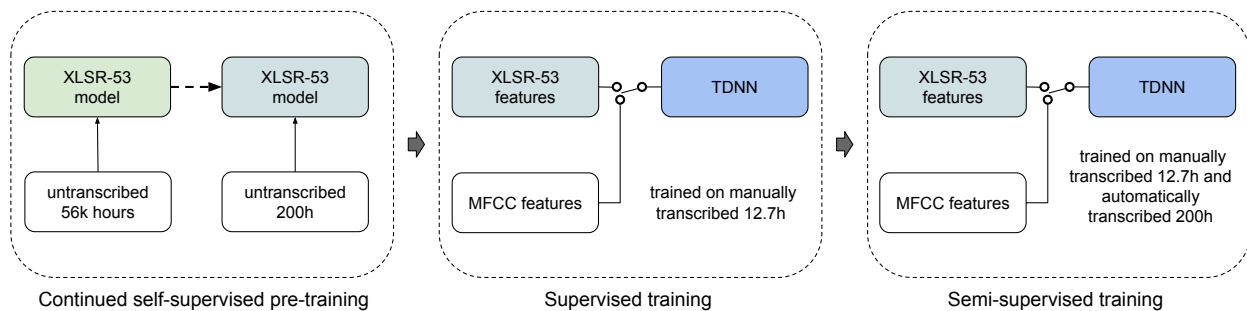 XLSR-53
model
XLSR-53
model
untranscribed
56k hours
untranscribed
200h
Continued self-supervised pre-training
XLSR-53
features
TDNN
MFCC features
trained on manually
transcribed 12.7h
Supervised training
XLSR-53
features
TDNN
MFCC features
trained on manually
transcribed 12.7h and
automatically
transcribed 200h
Semi-supervised training